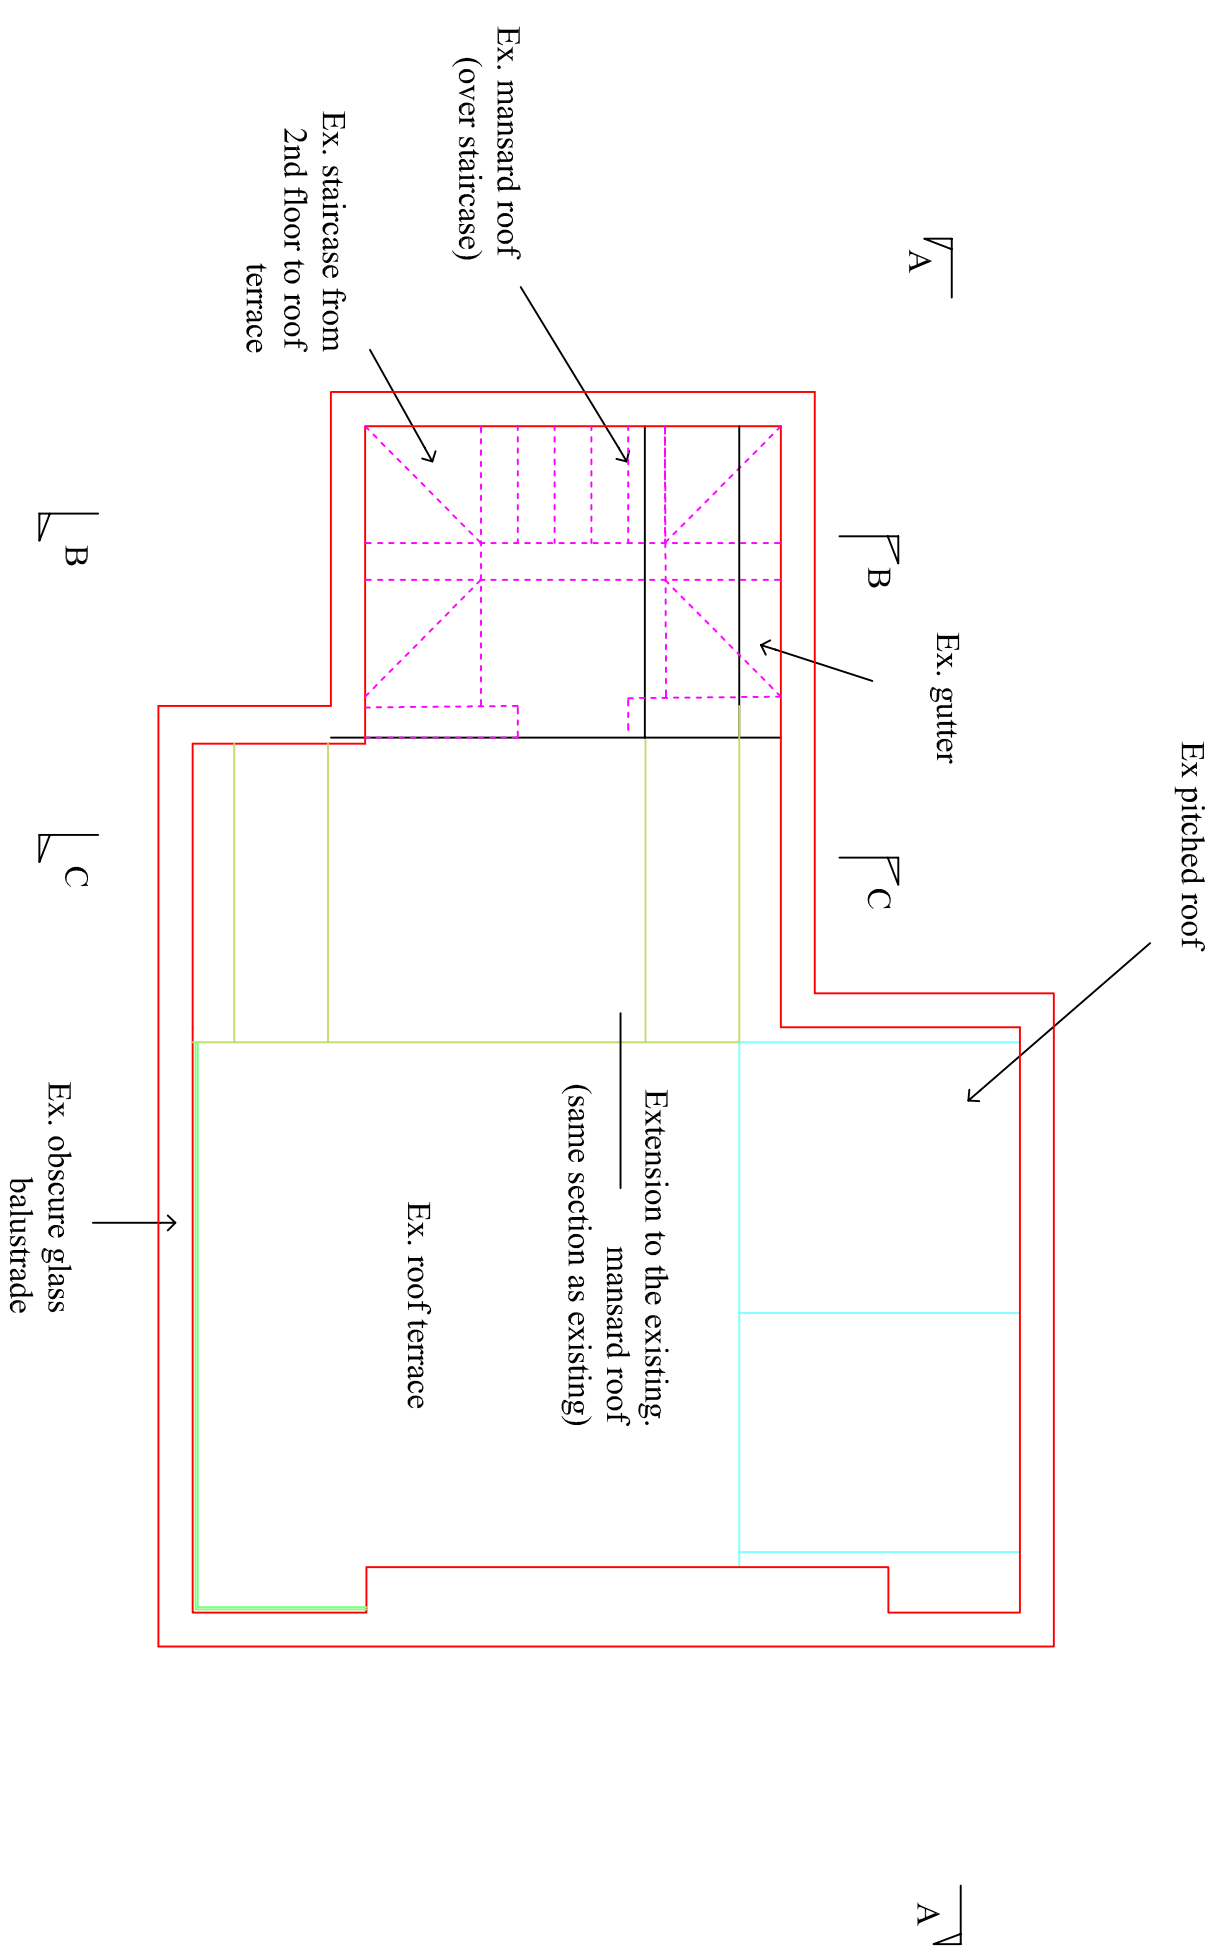 Ex pitched roof
Ex. gutter
A
A
B
C
B
C
Ex. mansard roof
(over staircase)
Ex. staircase from
2nd floor to roof
terrace
Extension to the existing.
mansard roof
(same section as existing)
Ex. roof terrace
Ex. obscure glass
balustrade